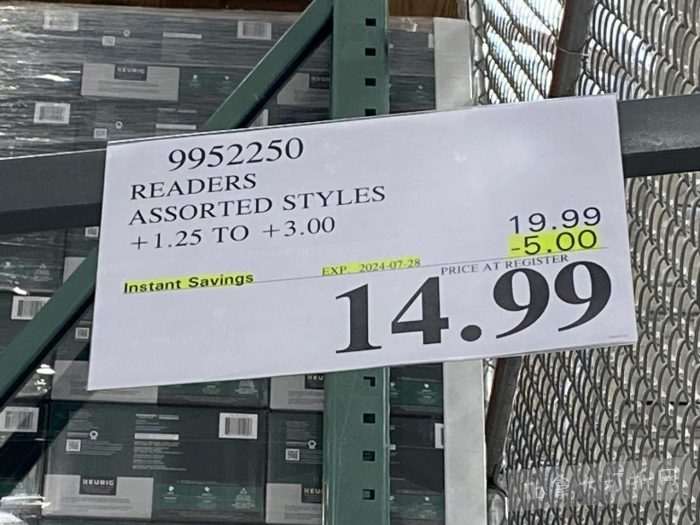 KEURIG
9952250
READERS
ASSORTED STYLES
+1.25 TO +3.00
19.99
-5.00
Instant Savings
EXP. 2024-07-28
PRICE AT REGISTER
14.99
KEURIG